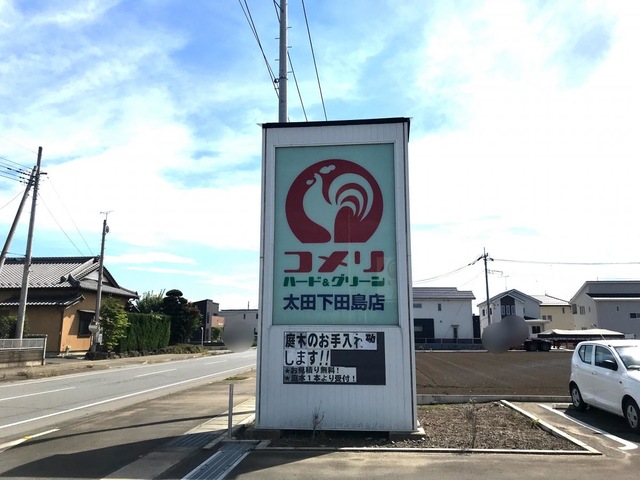 コメリ
ハード&グリーン
太田下田島店
庭木のお手入れ
します!!
★お見積り無料!
★庭木1本より受付!